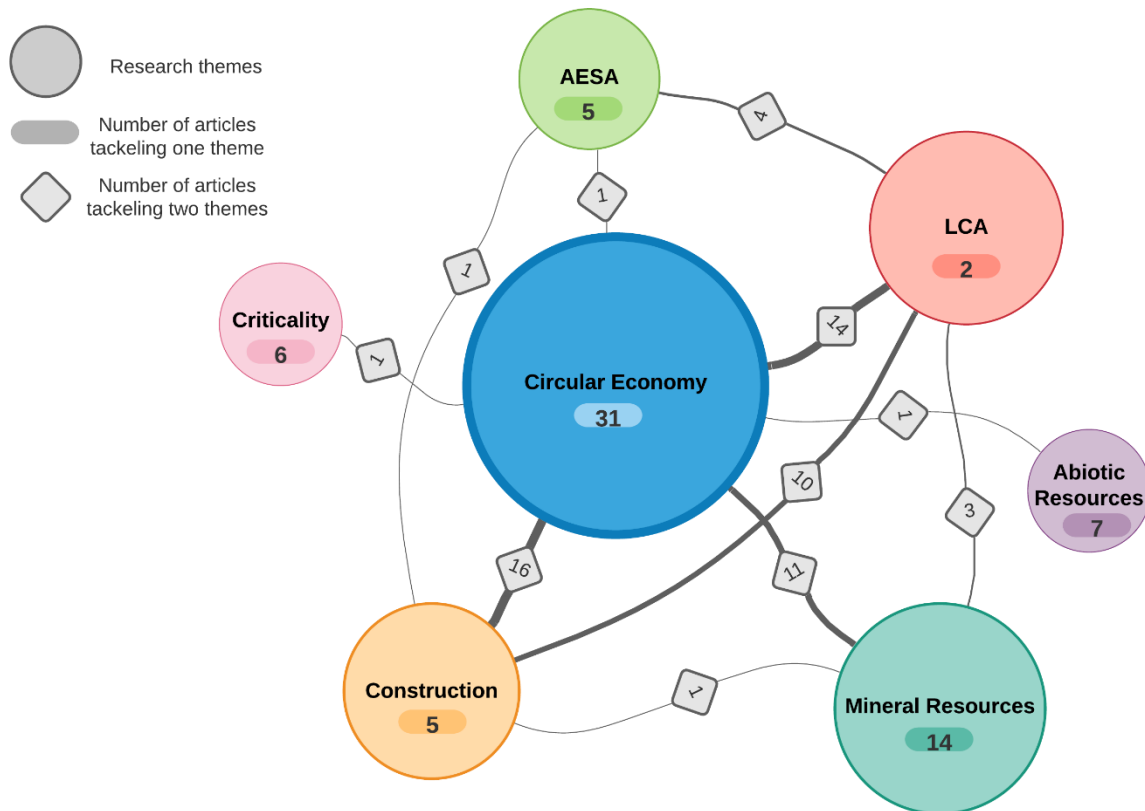 Research themes
Number of articles
tackeling one theme
Number of articles
tackeling two themes
AESA
5
4
1
LCA
2
1
Criticality
6
1
14
Circular Economy
31
1
Abiotic
Resources
7
10
3
16
11
Construction
5
1
Mineral Resources
14